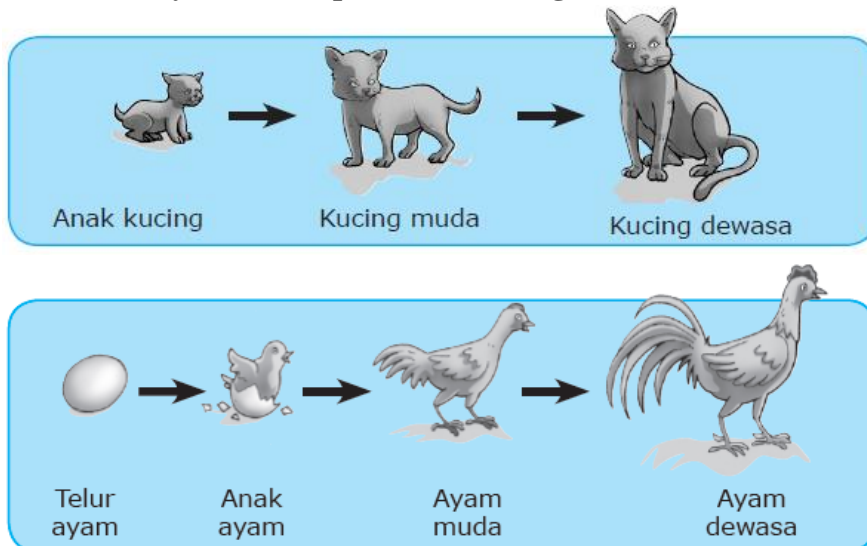 Anak kucing
Kucing muda
Kucing dewasa
Telur ayam
Anak ayam
Ayam muda
Ayam dewasa